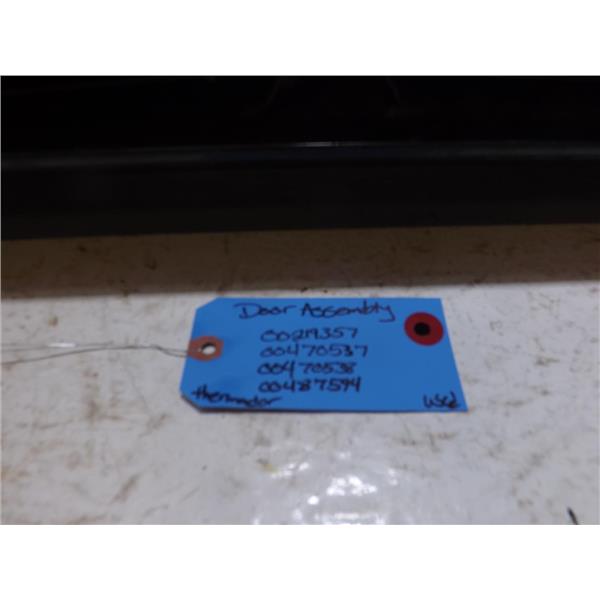 Door Assembly
00219357
00470537
00470538
00487594
thermador
used